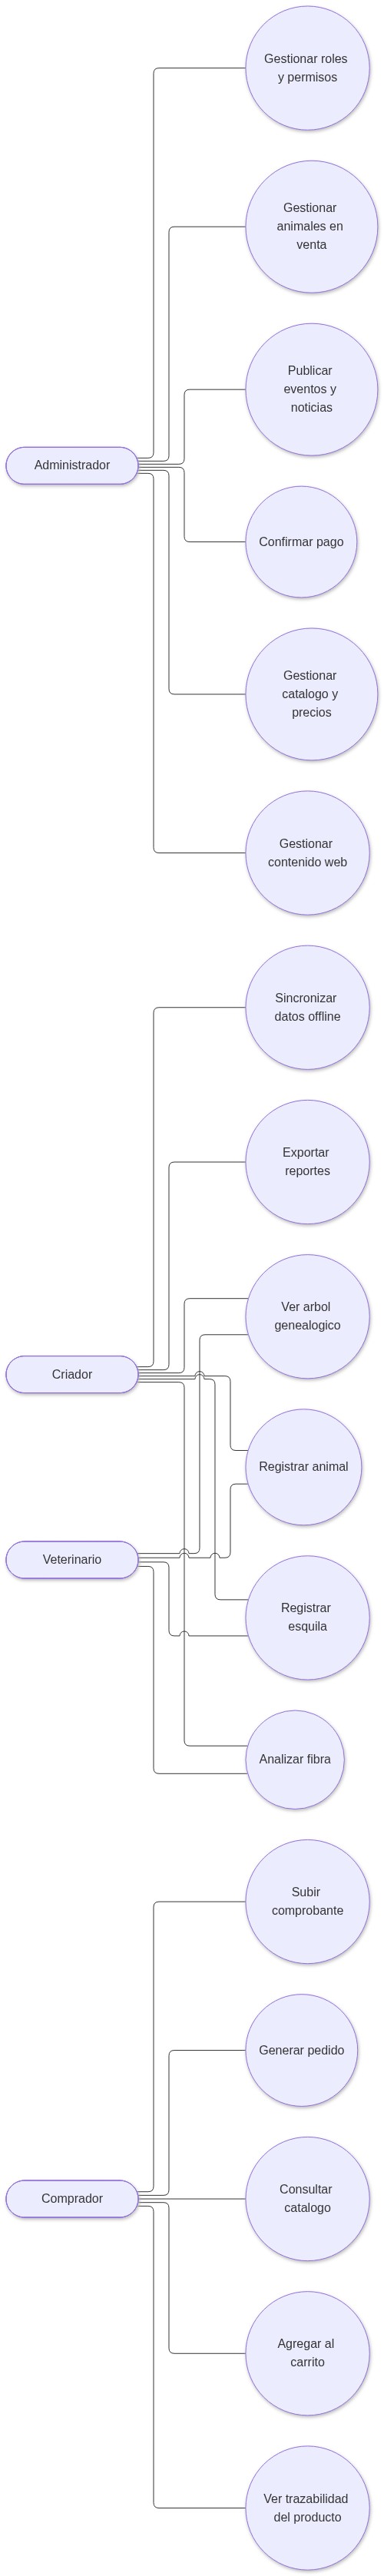 Gestionar roles
y permisos
Gestionar
animales en
venta
Publicar
eventos y
noticias
Administrador
Confirmar pago
Gestionar
catalogo y
precios
Gestionar
contenido web
Sincronizar
datos offline
Exportar
reportes
Ver arbol
genealogico
Criador
Registrar animal
Veterinario
Registrar
esquila
Analizar fibra
Subir
comprobante
Generar pedido
Comprador
Consultar
catalogo
Agregar al
carrito
Ver trazabilidad
del producto